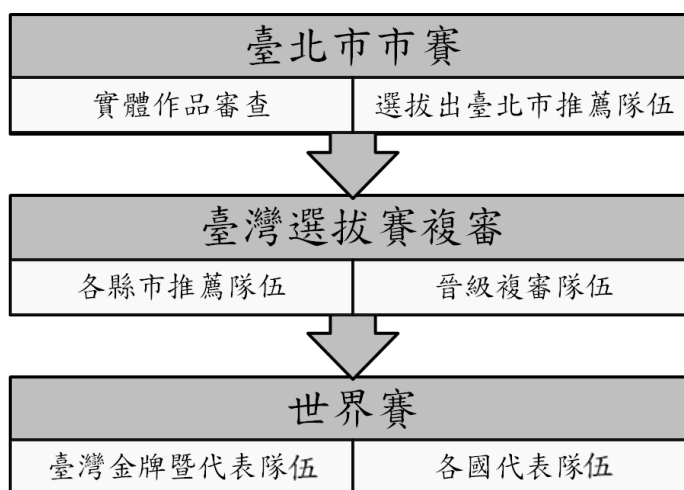 臺北市市賽
實體作品審查 選拔出臺北市推薦隊伍
臺灣選拔賽複審
各縣市推薦隊伍 晉級複審隊伍
世界賽
臺灣金牌暨代表隊伍 各國代表隊伍